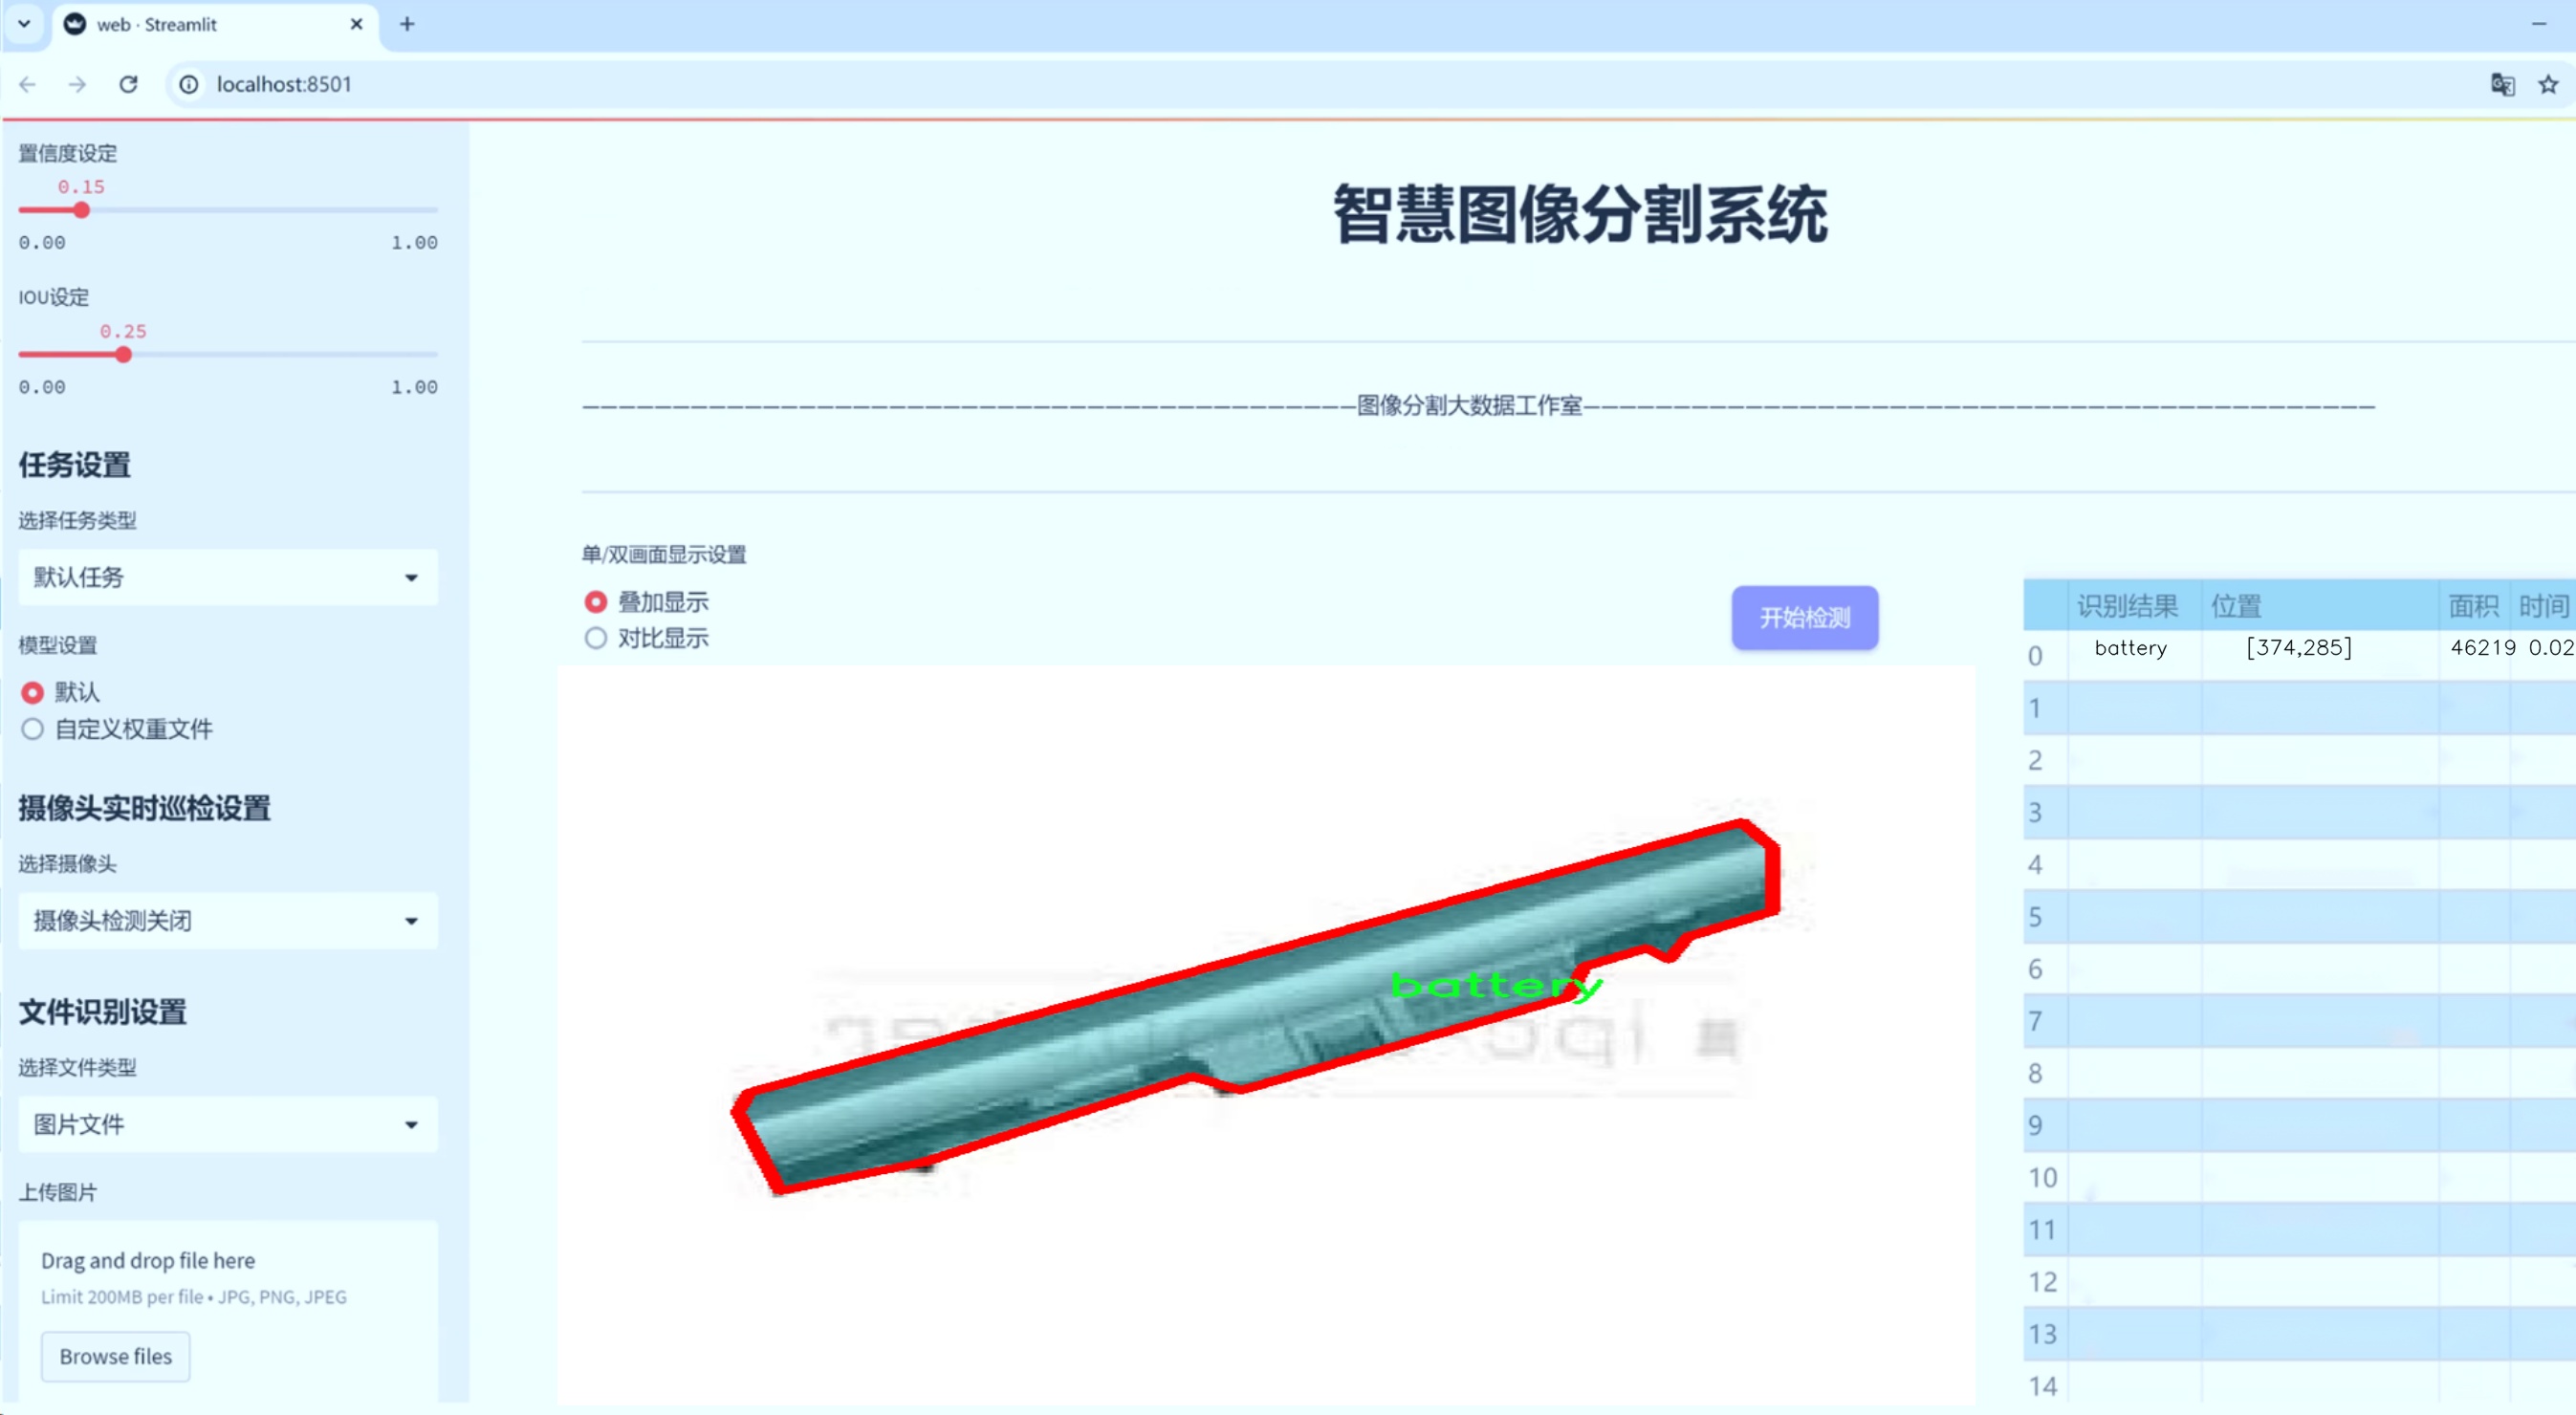 web · Streamlit
localhost:8501
置信度设定
0.15
0.00 1.00
IOU设定
0.25
0.00 1.00
任务设置
选择任务类型
默认任务
模型设置
默认
自定义权重文件
摄像头实时巡检设置
选择摄像头
摄像头检测关闭
文件识别设置
选择文件类型
图片文件
上传图片
Drag and drop file here
Limit 200MB per file • JPG, PNG, JPEG
Browse files
智慧图像分割系统
图像分割大数据工作室
单/双画面显示设置
叠加显示
对比显示
开始检测
battery
识别结果 位置 面积 时间
0 battery [374,285] 46219 0.02
1
2
3
4
5
6
7
8
9
10
11
12
13
14